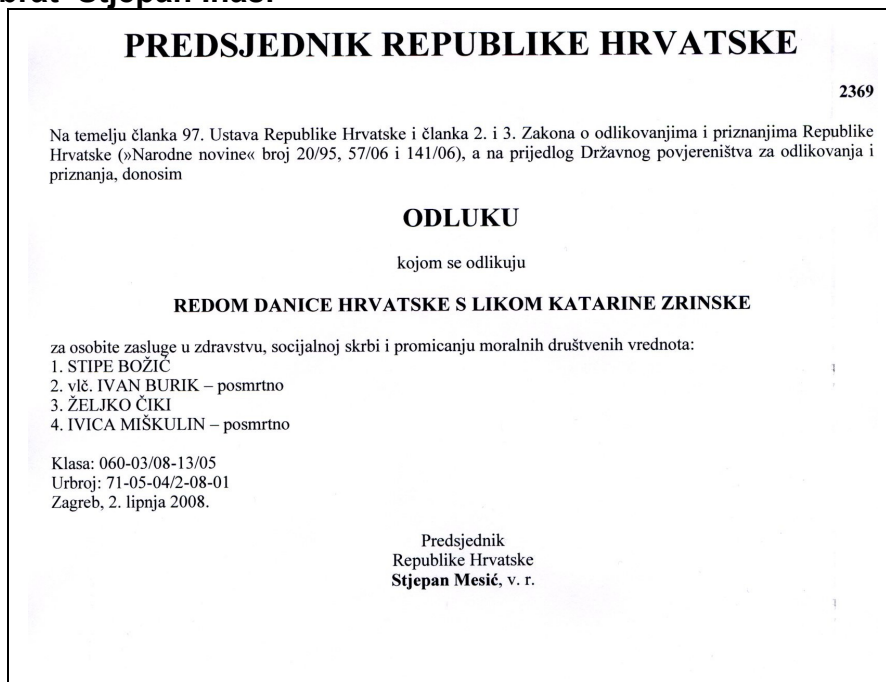 PREDSJEDNIK REPUBLIKE HRVATSKE
2369
Na temelju članka 97. Ustava Republike Hrvatske i članka 2. i 3. Zakona o odlikovanjima i priznanjima Republike
Hrvatske (»Narodne novine« broj 20/95, 57/06 i 141/06), a na prijedlog Državnog povjereništva za odlikovanja i
priznanja, donosim
ODLUKU
kojom se odlikuju
REDOM DANICE HRVATSKE S LIKOM KATARINE ZRINSKE
za osobite zasluge u zdravstvu, socijalnoj skrbi i promicanju moralnih društvenih vrednota:
1. STIPE BOŽIĆ
2. vlč. IVAN BURIK – posmrtno
3. ŽELJKO ČIKI
4. IVICA MIŠKULIN – posmrtno
Klasa: 060-03/08-13/05
Urbroj: 71-05-04/2-08-01
Zagreb, 2. lipnja 2008.
Predsjednik
Republike Hrvatske
Stjepan Mesić, v. r.